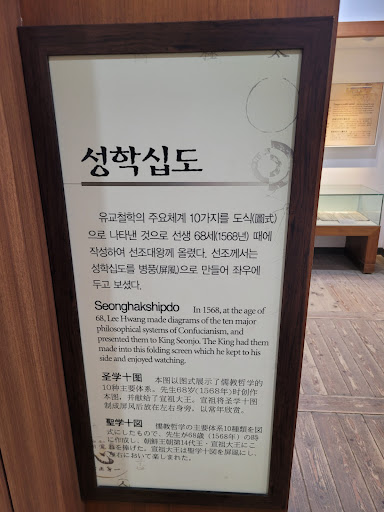 성학십도
유교철학의 주요체계 10가지를 도식(圖式)
으로 나타낸 것으로 선생 68세(1568년) 때에
작성하여 선조대왕께 올렸다. 선조께서는
성학십도를 병풍(屛風)으로 만들어 좌우에
두고 보셨다.
Seonghakshipdo In 1568, at the age of
68, Lee Hwang made diagrams of the ten major
philosophical systems of Confucianism, and
presented them to King Seonjo. The King had them
made into this folding screen which he kept to his
side and enjoyed watching.
圣学十图 本图以图式展示了儒教哲学的
10种主要体系。先生68岁(1568年)时创作
本图，并献给了宣祖大王。宣祖将圣学十图
制成屏风后放在左右身旁，以常年欣赏。
聖学十図 儒教哲学の主要体系10種類を図
式にしたもので、先生が68歳（1568年）の時
に作成し、朝鮮王朝第14代王・宣祖大王にこ
を捧げた。宣祖大王は聖学十図を屏風にし、
右において楽しまれた。